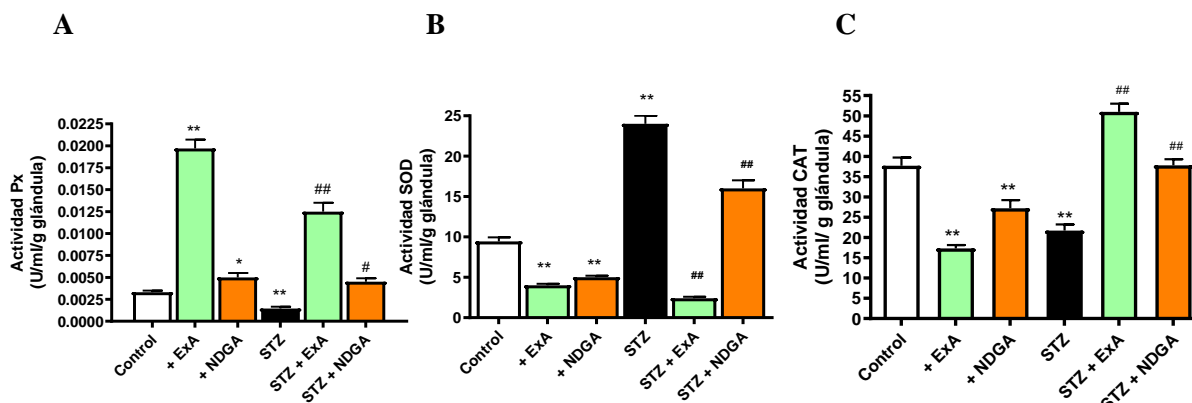 A
B
C
Actividad Px
(U/ml/g glándula)
0.0225
0.0200
0.0175
0.0150
0.0125
0.0100
0.0075
0.0050
0.0025
0.0000
**
*
**
##
#
Control
+ ExA
+ NDGA
STZ
STZ + ExA
STZ + NDGA
Actividad SOD
(U/ml/g glándula)
25
20
15
10
5
0
**
**
**
##
##
Control
+ ExA
+ NDGA
STZ
STZ + ExA
STZ + NDGA
Actividad CAT
(U/ml/ g glándula)
55
50
45
40
35
30
25
20
15
10
5
0
**
**
**
##
##
Control
+ ExA
+ NDGA
STZ
STZ + ExA
STZ + NDGA